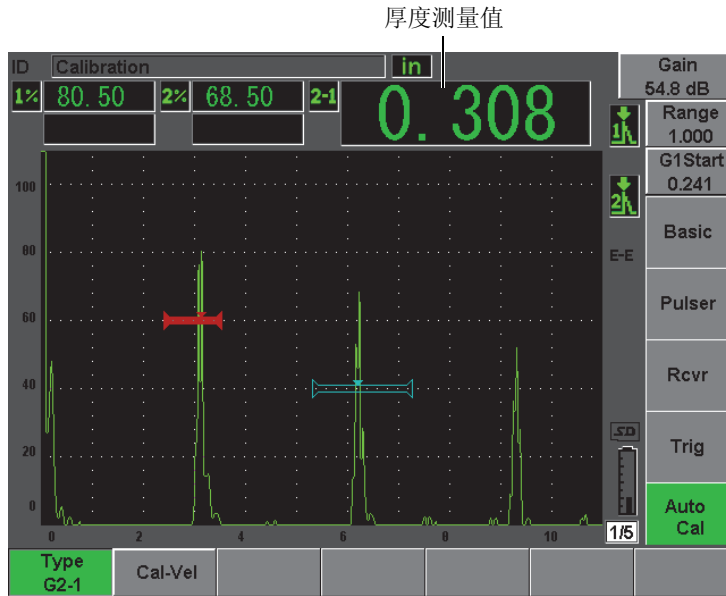 厚度测量值
ID Calibration in
1% 80.50 2% 68.50 2-1 0.308
Gain
54.8 dB
Range
1.000
G1Start
0.241
Basic
Pulser
Rcvr
Trig
Auto
Cal
1
2
E-E
SD
1/5
100
80
60
40
20
0
0 2 4 6 8 10
Type
G2-1
Cal-Vel